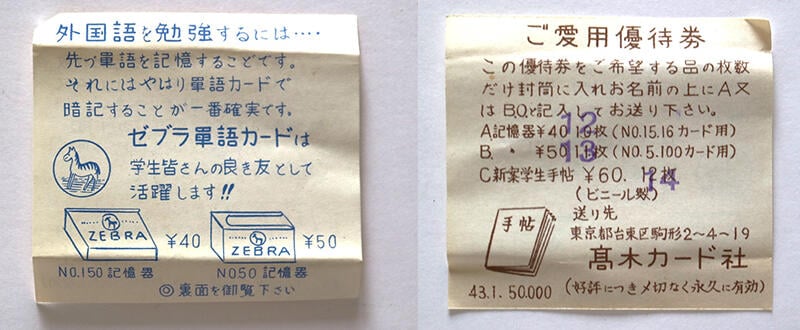 外国語を勉強するには‥‥
先づ単語を記憶することです。
それにはやはり単語カードで
暗記することが一番確実です。
ゼブラ單語カードは
学生皆さんの良き友として
活躍します!!
ZEBRA ¥40 ZEBRA ¥50
NO.150 記憶器 NO50 記憶器
◎裏面を御覧下さい
ご愛用優待券
この優待券をご希望する品の枚数
だけ封筒に入れお名前の上にA又
はB.Cと記入してお送り下さい。
A記憶器¥40 12枚 (NO.15.16カード用)
B. 〃 ¥50 13枚 (NO.5.100カード用)
C新案学生手帖 ¥60. 14枚
(ビニール製)
手帖
送り先
東京都台東区駒形2〜4〜19
髙木カード社
43.1.50.000 (好評につき〆切なく永久に有効)